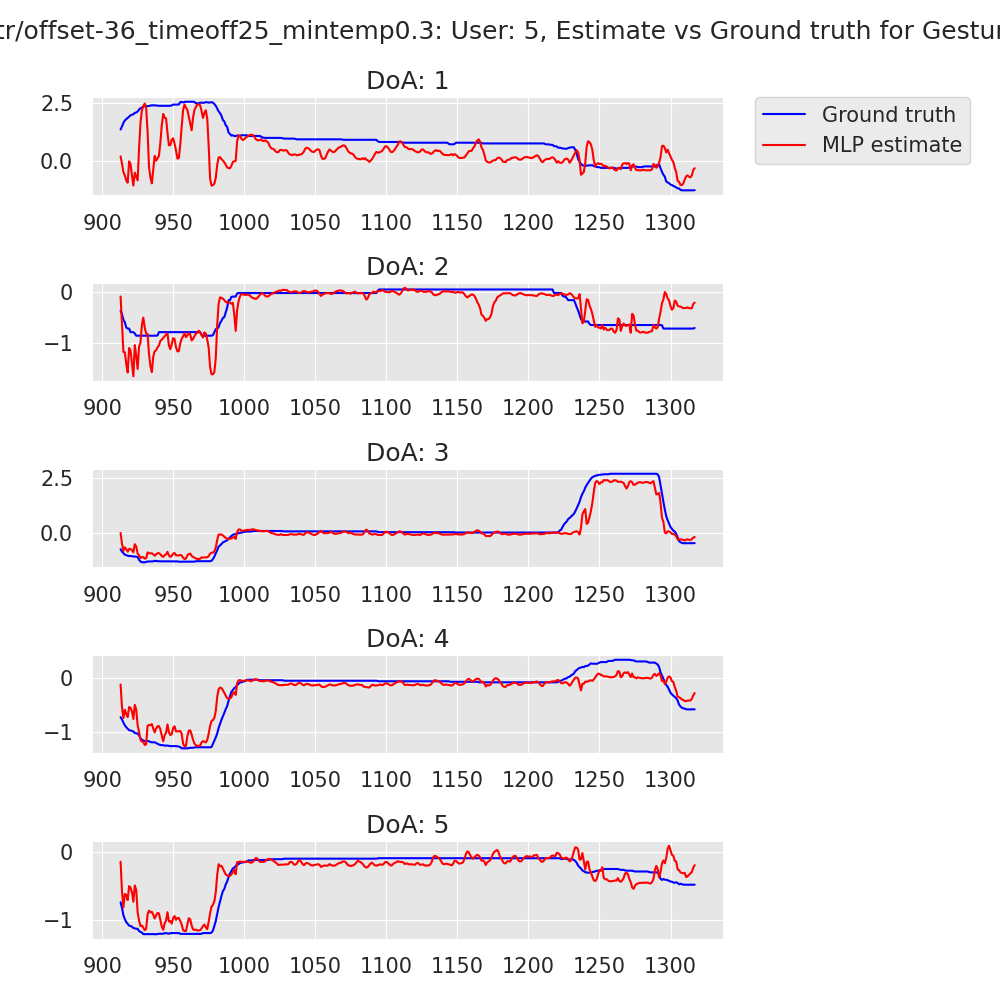 tr/offset-36_timeoff25_mintemp0.3: User: 5, Estimate vs Ground truth for Gestur
DoA: 1
2.5
0.0
900 950 1000 1050 1100 1150 1200 1250 1300
Ground truth
MLP estimate
DoA: 2
0
−1
900 950 1000 1050 1100 1150 1200 1250 1300
DoA: 3
2.5
0.0
900 950 1000 1050 1100 1150 1200 1250 1300
DoA: 4
0
−1
900 950 1000 1050 1100 1150 1200 1250 1300
DoA: 5
0
−1
900 950 1000 1050 1100 1150 1200 1250 1300